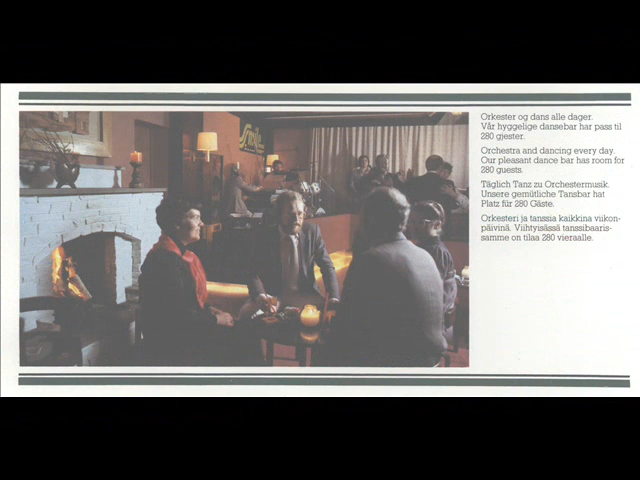 Orkester og dans alle dager.
Vår hyggelige dansebar har pass til
280 gjester.
Orchestra and dancing every day.
Our pleasant dance bar has room for
280 guests.
Täglich Tanz zu Orchestermusik.
Unsere gemütliche Tansbar hat
Platz für 280 Gäste.
Orkesteri ja tanssia kaikkina viikon-
päivinä. Viihtyisässä tanssibaaris-
samme on tilaa 280 vieraalle.